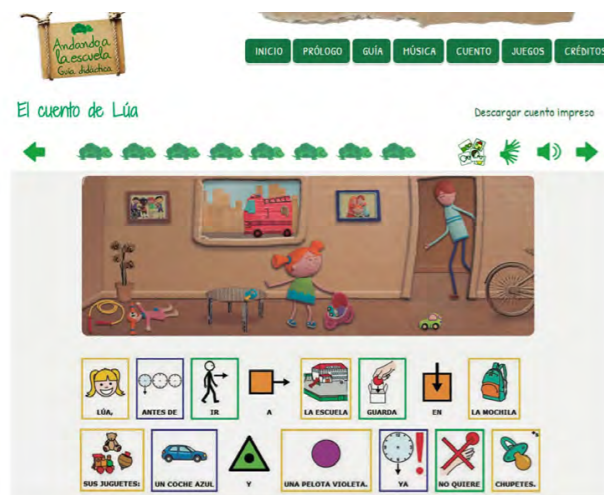 Andando a
la escuela
Guía didáctica
INICIO PRÓLOGO GUÍA MÚSICA CUENTO JUEGOS CRÉDITOS
El cuento de Lúa
Descargar cuento impreso
LÚA, ANTES DE IR A LA ESCUELA GUARDA EN LA MOCHILA
SUS JUGUETES: UN COCHE AZUL Y UNA PELOTA VIOLETA. YA NO QUIERE CHUPETES.